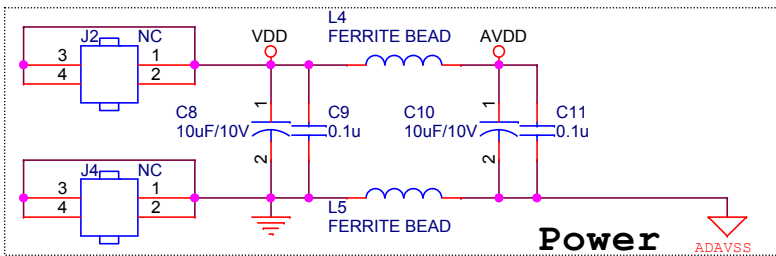 J2 NC
3 1
4 2
VDD
L4
FERRITE BEAD
AVDD
C8
10uF/10V
1
2
C9
0.1u
C10
10uF/10V
1
2
C11
0.1u
J4 NC
3 1
4 2
L5
FERRITE BEAD
Power
ADAVSS